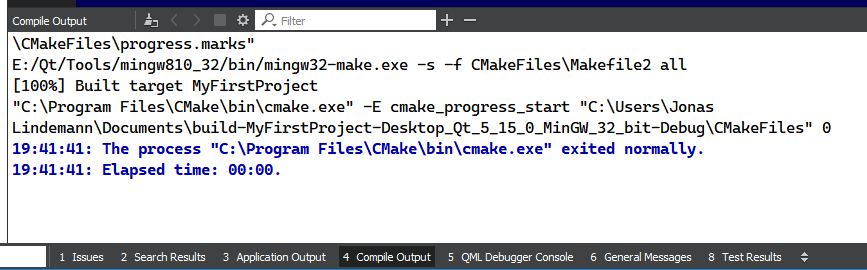 Compile Output
Filter
\CMakeFiles\progress.marks"
E:/Qt/Tools/mingw810_32/bin/mingw32-make.exe -s -f CMakeFiles\Makefile2 all
[100%] Built target MyFirstProject
"C:\Program Files\CMake\bin\cmake.exe" -E cmake_progress_start "C:\Users\Jonas
Lindemann\Documents\build-MyFirstProject-Desktop_Qt_5_15_0_MinGW_32_bit-Debug\CMakeFiles" 0
19:41:41: The process "C:\Program Files\CMake\bin\cmake.exe" exited normally.
19:41:41: Elapsed time: 00:00.
1 Issues 2 Search Results 3 Application Output 4 Compile Output 5 QML Debugger Console 6 General Messages 8 Test Results